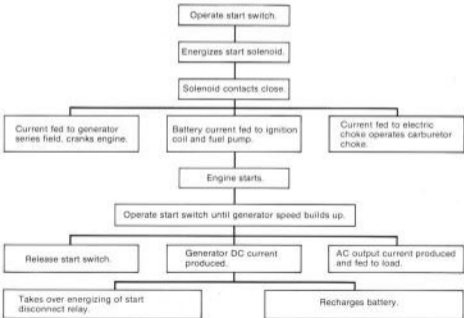 Operate start switch.
Energizes start solenoid.
Solenoid contacts close.
Current fed to generator
series field, cranks engine.
Battery current fed to ignition
coil and fuel pump.
Current fed to electric
choke operates carburetor
choke.
Engine starts.
Operate start switch until generator speed builds up.
Release start switch.
Generator DC current
produced.
AC output current produced
and fed to load.
Takes over energizing of start
disconnect relay.
Recharges battery.